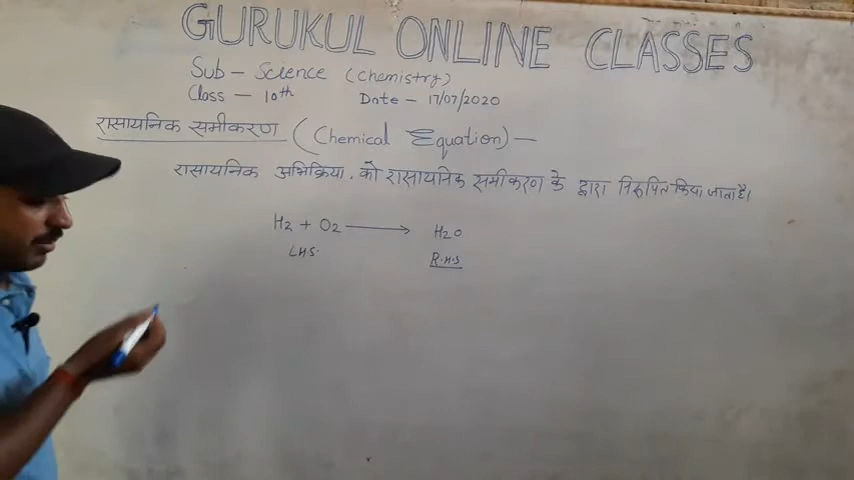 GURUKUL ONLINE CLASSES
Sub - Science (Chemistry)
Class - 10th Date - 17/07/2020
रासायनिक समीकरण (Chemical Equation) -
रासायनिक अभिक्रिया. को रासायनिक समीकरण के द्वारा निरूपित किया जाता है।
H2 + O2 ⟶ H2O
LHS. R.H.S